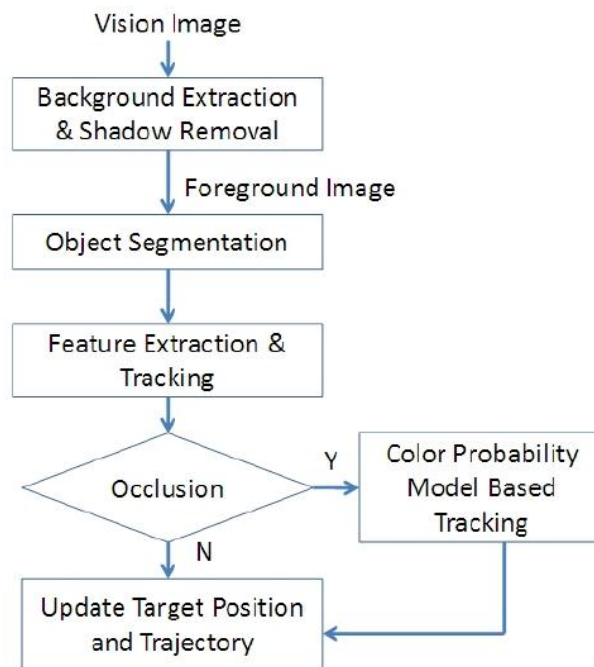 Vision Image
Background Extraction
& Shadow Removal
Foreground Image
Object Segmentation
Feature Extraction &
Tracking
Occlusion
Y
Color Probability
Model Based
Tracking
N
Update Target Position
and Trajectory